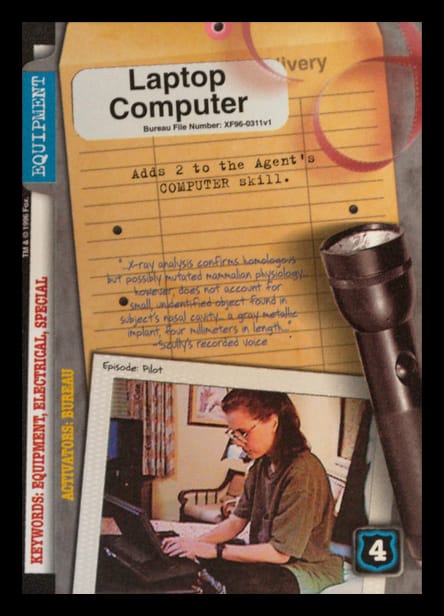 livery
Laptop
Computer
Bureau File Number: XF96-0311v1
EQUIPMENT
Adds 2 to the Agent's
COMPUTER skill.
TM & © 1996 Fox.
"...X-ray analysis confirms homologous
but possibly mutated mammalian physiology...
however, does not account for
small, unidentified object found in
subject's nasal cavity... a gray metallic
implant, four millimeters in length..."
-Scully's recorded voice
KEYWORDS: EQUIPMENT, ELECTRICAL, SPECIAL
ACTIVATORS: BUREAU
Episode: Pilot
4